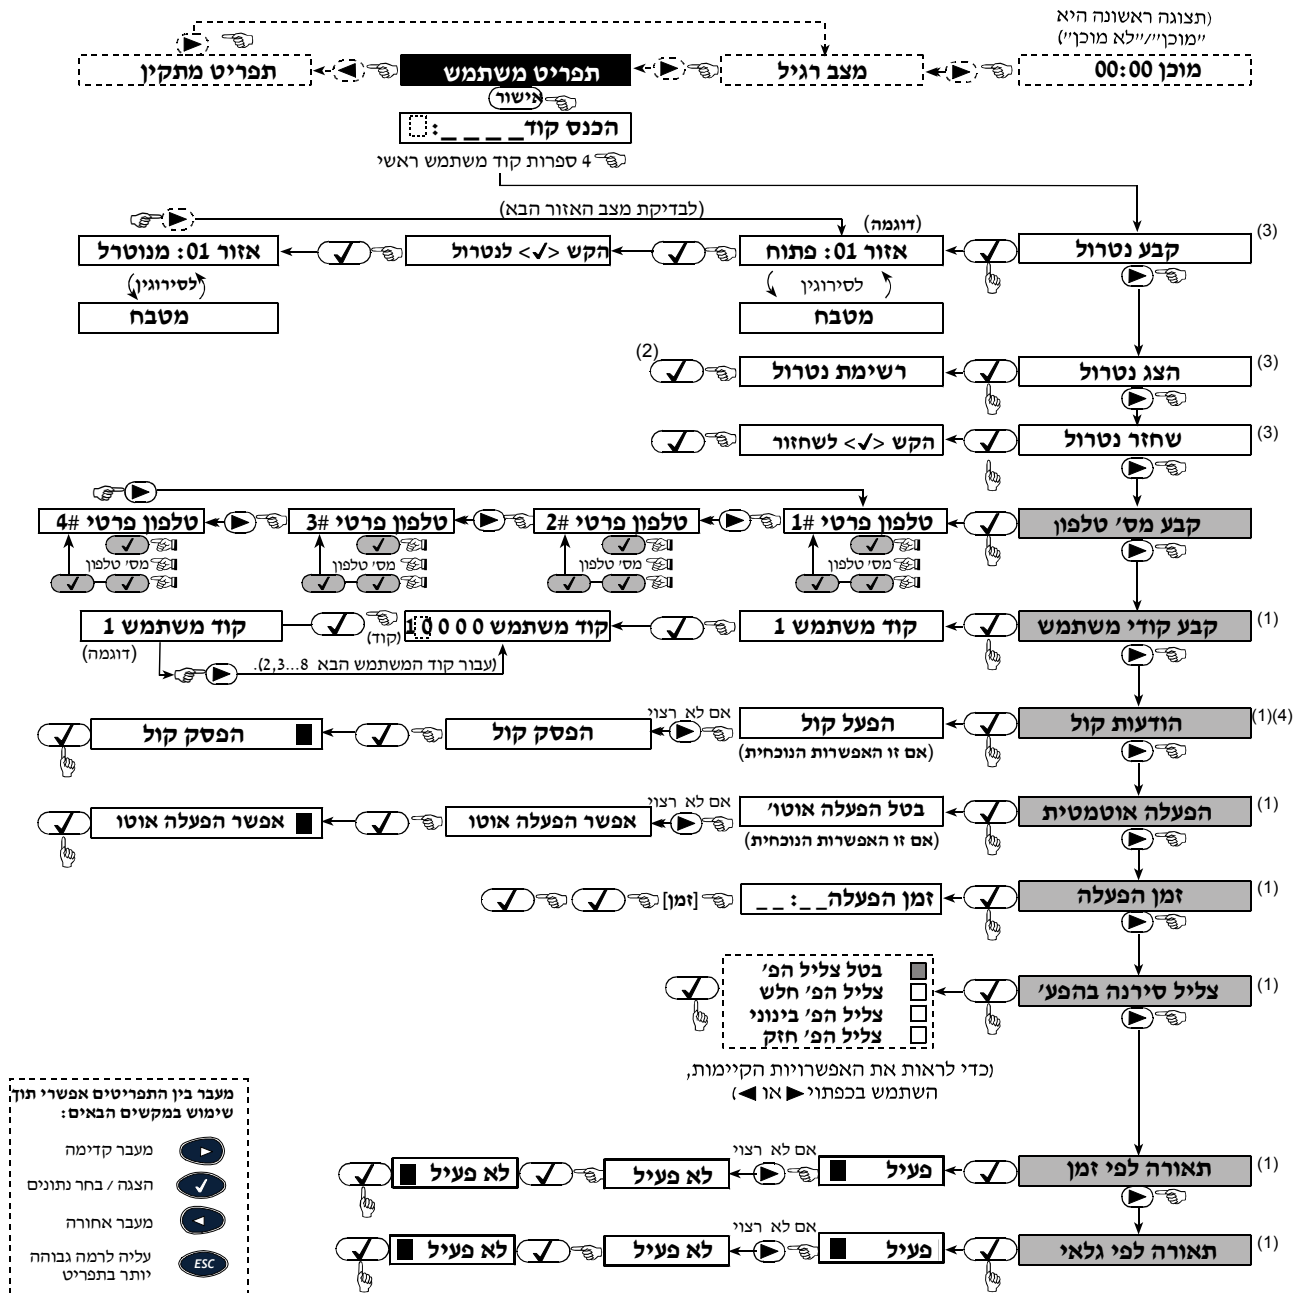 (תצוגה ראשונה היא
"מוכן"/"לא מוכן")
מוכן 00:00
מצב רגיל
תפריט משתמש
תפריט מתקין
אישור
הכנס קוד_ _ _ _:
4 ספרות קוד משתמש ראשי
(3)
קבע נטרול
(דוגמה)
אזור 01: פתוח
לסירוגין
מטבח
(לבדיקת מצב האזור הבא)
הקש <✓> לנטרול
אזור 01: מנוטרל
לסירוגין
מטבח
(3)
הצג נטרול
רשימת נטרול
(2)
(3)
שחזר נטרול
הקש <✓> לשחזור
קבע מס' טלפון
טלפון פרטי 1#
מס' טלפון
טלפון פרטי 2#
מס' טלפון
טלפון פרטי 3#
מס' טלפון
טלפון פרטי 4#
מס' טלפון
(1)
קבע קודי משתמש
קוד משתמש 1
קוד משתמש 0 0 0 0 1
(קוד)
קוד משתמש 1
(דוגמה)
(עבור קוד המשתמש הבא 2,3...8).
(1)(4)
הודעות קול
הפעל קול
(אם זו האפשרות הנוכחית)
אם לא רצוי
הפסק קול
הפסק קול
(1)
הפעלה אוטמטית
בטל הפעלה אוטו'
(אם זו האפשרות הנוכחית)
אם לא רצוי
אפשר הפעלה אוטו
אפשר הפעלה אוטו
(1)
זמן הפעלה
זמן הפעלה_ _:_ _
[זמן]
(1)
צליל סירנה בהפע'
בטל צליל הפ'
צליל הפ' חלש
צליל הפ' בינוני
צליל הפ' חזק
(כדי לראות את האפשרויות הקיימות,
השתמש בכפתוי ▶ או ◀)
(1)
תאורה לפי זמן
פעיל
אם לא רצוי
לא פעיל
לא פעיל
(1)
תאורה לפי גלאי
פעיל
אם לא רצוי
לא פעיל
לא פעיל
מעבר בין התפריטים אפשרי תוך
שימוש במקשים הבאים:
מעבר קדימה
הצגה / בחר נתונים
מעבר אחורה
עליה לרמה גבוהה
יותר בתפריט
ESC